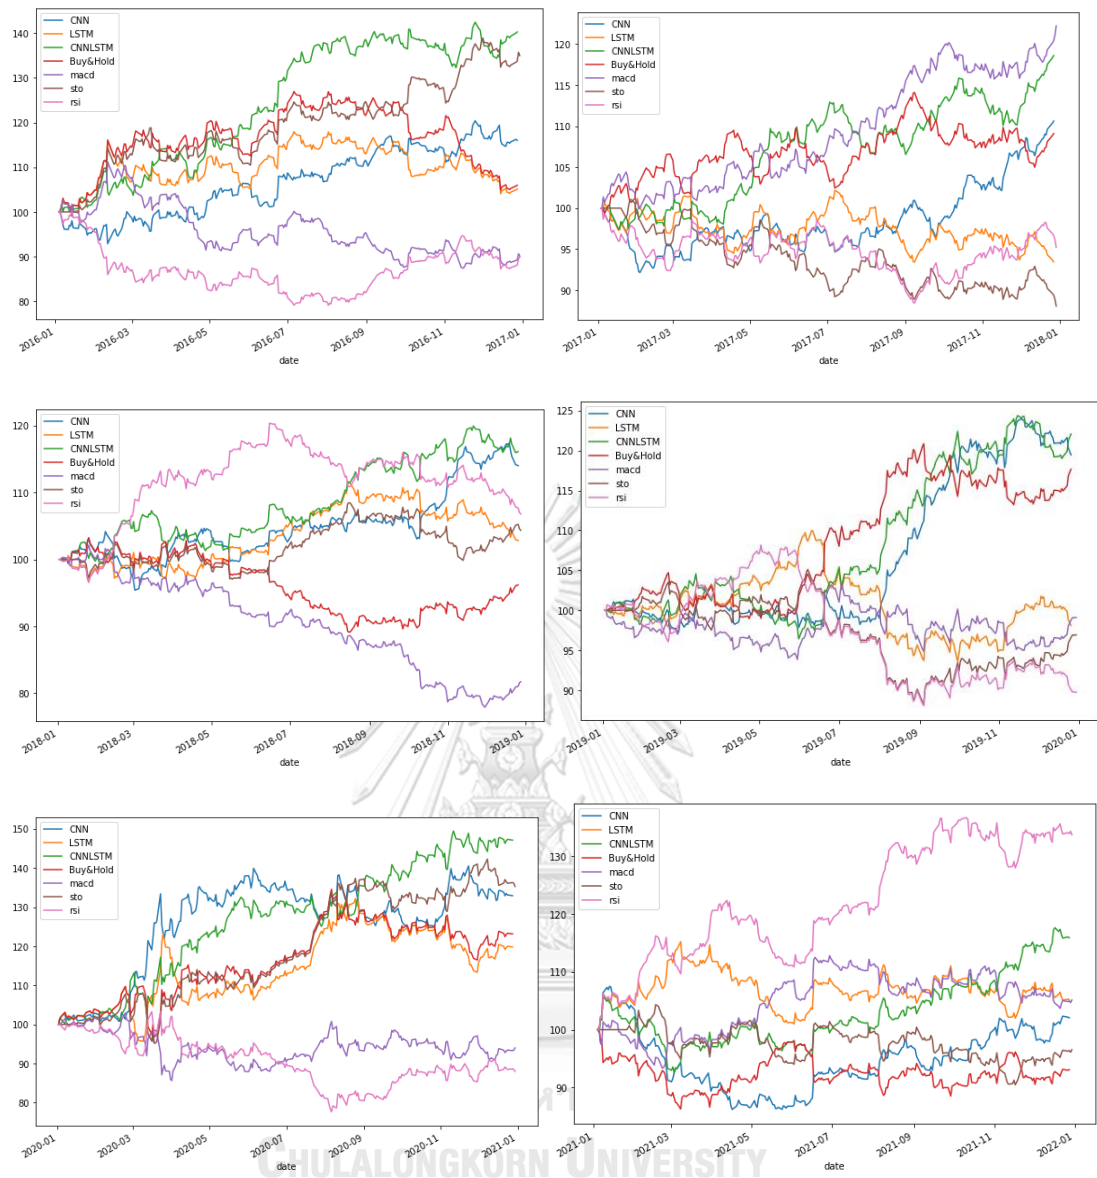 CNN
LSTM
CNNLSTM
Buy&Hold
macd
sto
rsi
140
130
120
110
100
90
80
2016-01
2016-03
2016-05
2016-07
2016-09
2016-11
2017-01
date
CNN
LSTM
CNNLSTM
Buy&Hold
macd
sto
rsi
120
115
110
105
100
95
90
2017-01
2017-03
2017-05
2017-07
2017-09
2017-11
2018-01
date
CNN
LSTM
CNNLSTM
Buy&Hold
macd
sto
rsi
120
110
100
90
80
2018-01
2018-03
2018-05
2018-07
2018-09
2018-11
2019-01
date
CNN
LSTM
CNNLSTM
Buy&Hold
macd
sto
rsi
125
120
115
110
105
100
95
90
2019-01
2019-03
2019-05
2019-07
2019-09
2019-11
2020-01
date
CNN
LSTM
CNNLSTM
Buy&Hold
macd
sto
rsi
150
140
130
120
110
100
90
80
2020-01
2020-03
2020-05
2020-07
2020-09
2020-11
2021-01
date
CNN
LSTM
CNNLSTM
Buy&Hold
macd
sto
rsi
130
120
110
100
90
2021-01
2021-03
2021-05
2021-07
2021-09
2021-11
2022-01
date
CHULALONGKORN UNIVERSITY